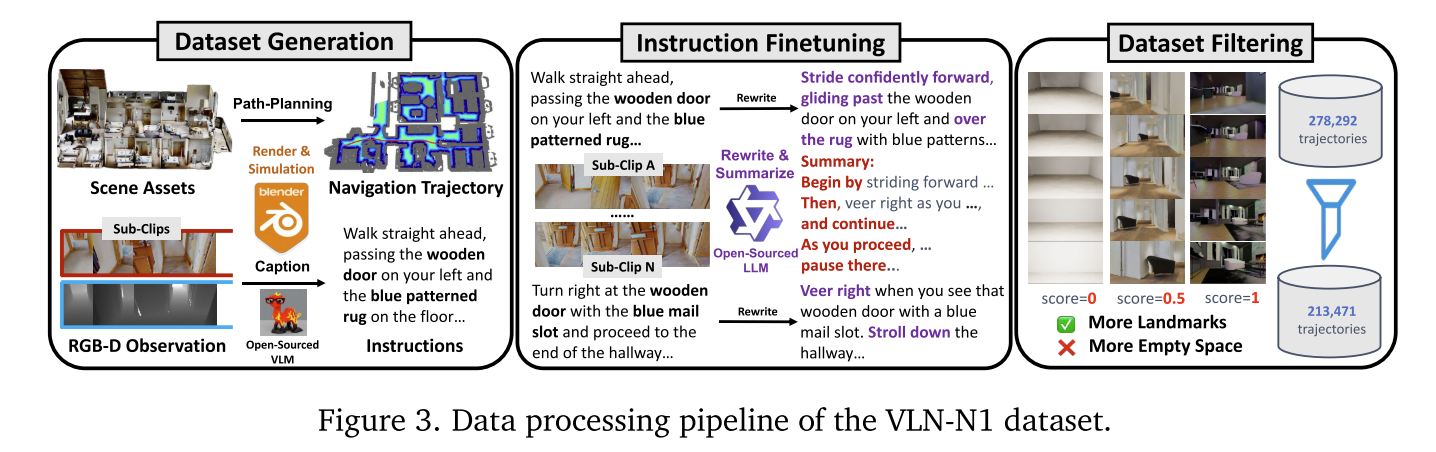 Dataset Generation
Path-Planning
Render &
Simulation
blender
Scene Assets
Navigation Trajectory
Sub-Clips
Caption
Open-Sourced
VLM
RGB-D Observation
Walk straight ahead,
passing the wooden
door on your left and
the blue patterned
rug on the floor...
Instructions
Instruction Finetuning
Walk straight ahead,
passing the wooden door
on your left and the blue
patterned rug...
Rewrite
Stride confidently forward,
gliding past the wooden
door on your left and over
the rug with blue patterns...
Sub-Clip A
......
Sub-Clip N
Rewrite &
Summarize
Open-Sourced
LLM
Summary:
Begin by striding forward ...
Then, veer right as you ...,
and continue...
As you proceed, ...
pause there...
Turn right at the wooden
door with the blue mail
slot and proceed to the
end of the hallway...
Rewrite
Veer right when you see that
wooden door with a blue
mail slot. Stroll down the
hallway...
Dataset Filtering
score=0 score=0.5 score=1
More Landmarks
More Empty Space
278,292
trajectories
213,471
trajectories
Figure 3. Data processing pipeline of the VLN-N1 dataset.